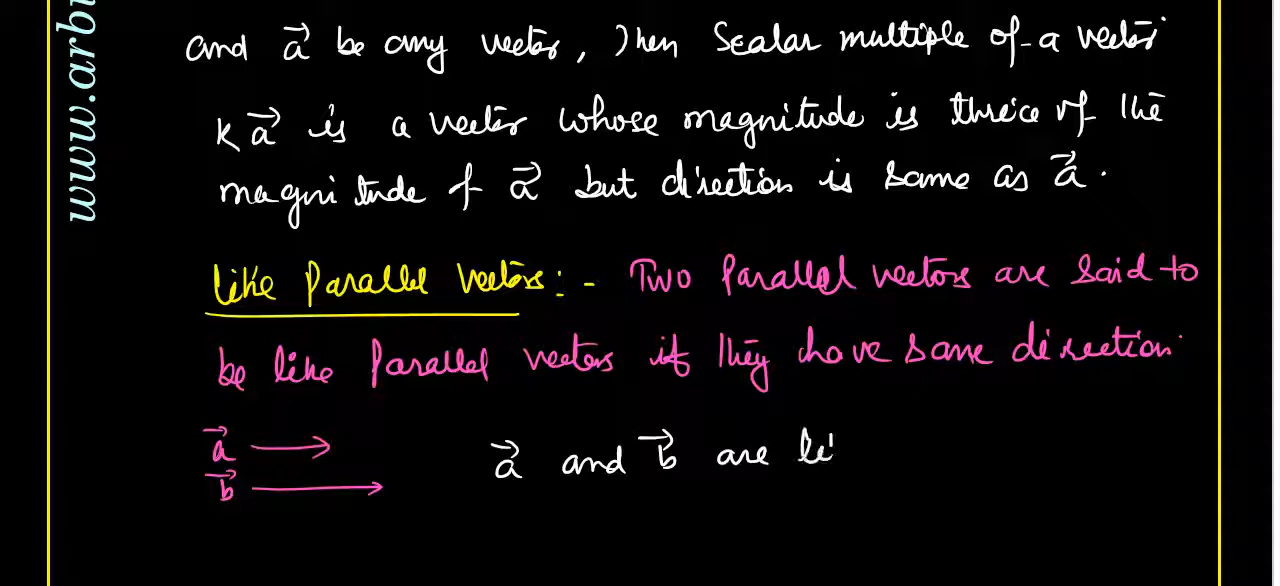 www.arbi
and a⃗ be any vector, Then Scalar multiple of a vector
K a⃗ is a vector whose magnitude is thrice of the
magnitude of a⃗ but direction is same as a⃗.
Like Parallel Vectors :- Two Parallel vectors are said to
be like Parallel vectors if they have same direction.
a⃗
b⃗
a⃗ and b⃗ are li